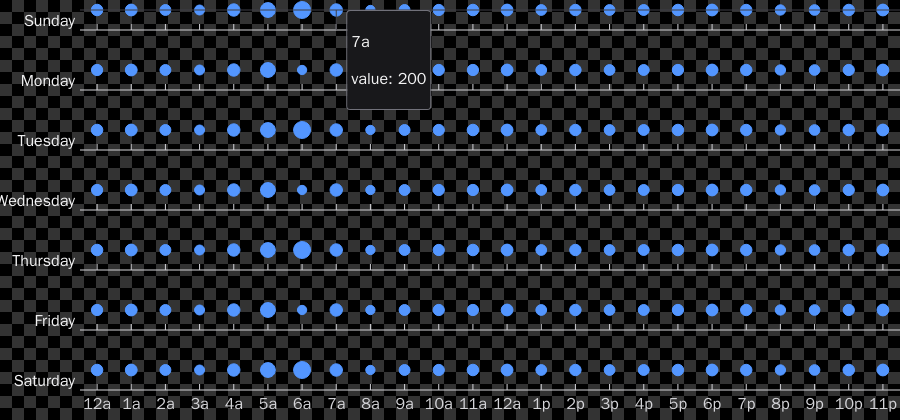 Sunday
7a
value: 200
Monday
Tuesday
Wednesday
Thursday
Friday
Saturday
12a 1a 2a 3a 4a 5a 6a 7a 8a 9a 10a 11a 12a 1p 2p 3p 4p 5p 6p 7p 8p 9p 10p 11p